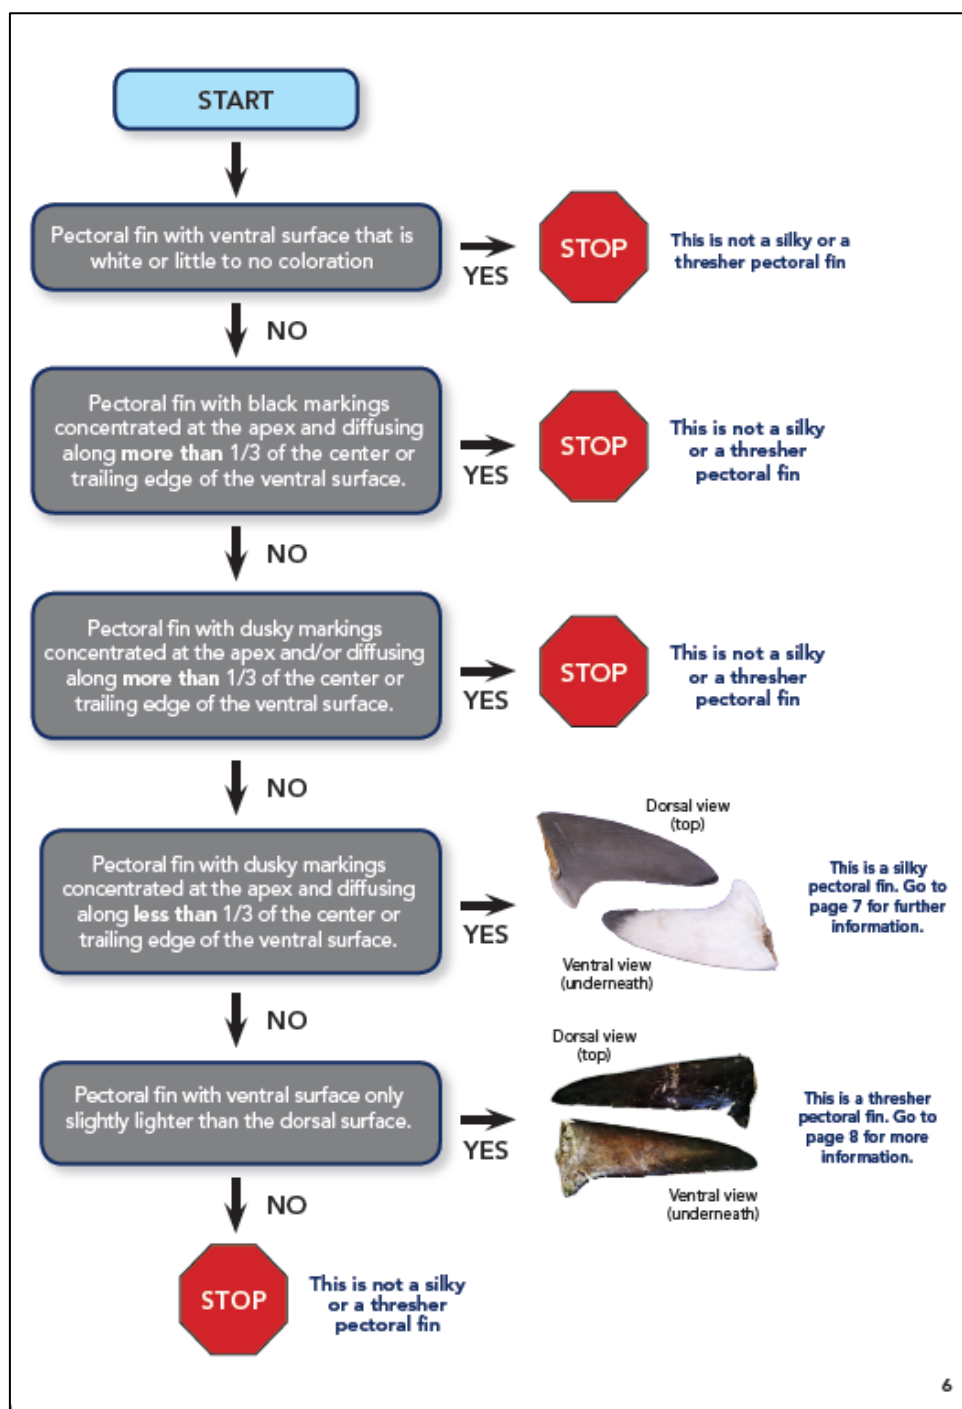 START
Pectoral fin with ventral surface that is
white or little to no coloration
YES
STOP
This is not a silky or a
thresher pectoral fin
NO
Pectoral fin with black markings
concentrated at the apex and diffusing
along more than 1/3 of the center or
trailing edge of the ventral surface.
YES
STOP
This is not a silky
or a thresher
pectoral fin
NO
Pectoral fin with dusky markings
concentrated at the apex and/or diffusing
along more than 1/3 of the center or
trailing edge of the ventral surface.
YES
STOP
This is not a silky
or a thresher
pectoral fin
NO
Pectoral fin with dusky markings
concentrated at the apex and diffusing
along less than 1/3 of the center or
trailing edge of the ventral surface.
YES
Dorsal view
(top)
Ventral view
(underneath)
This is a silky
pectoral fin. Go to
page 7 for further
information.
NO
Pectoral fin with ventral surface only
slightly lighter than the dorsal surface.
YES
Dorsal view
(top)
Ventral view
(underneath)
This is a thresher
pectoral fin. Go to
page 8 for more
information.
NO
STOP
This is not a silky
or a thresher
pectoral fin
6